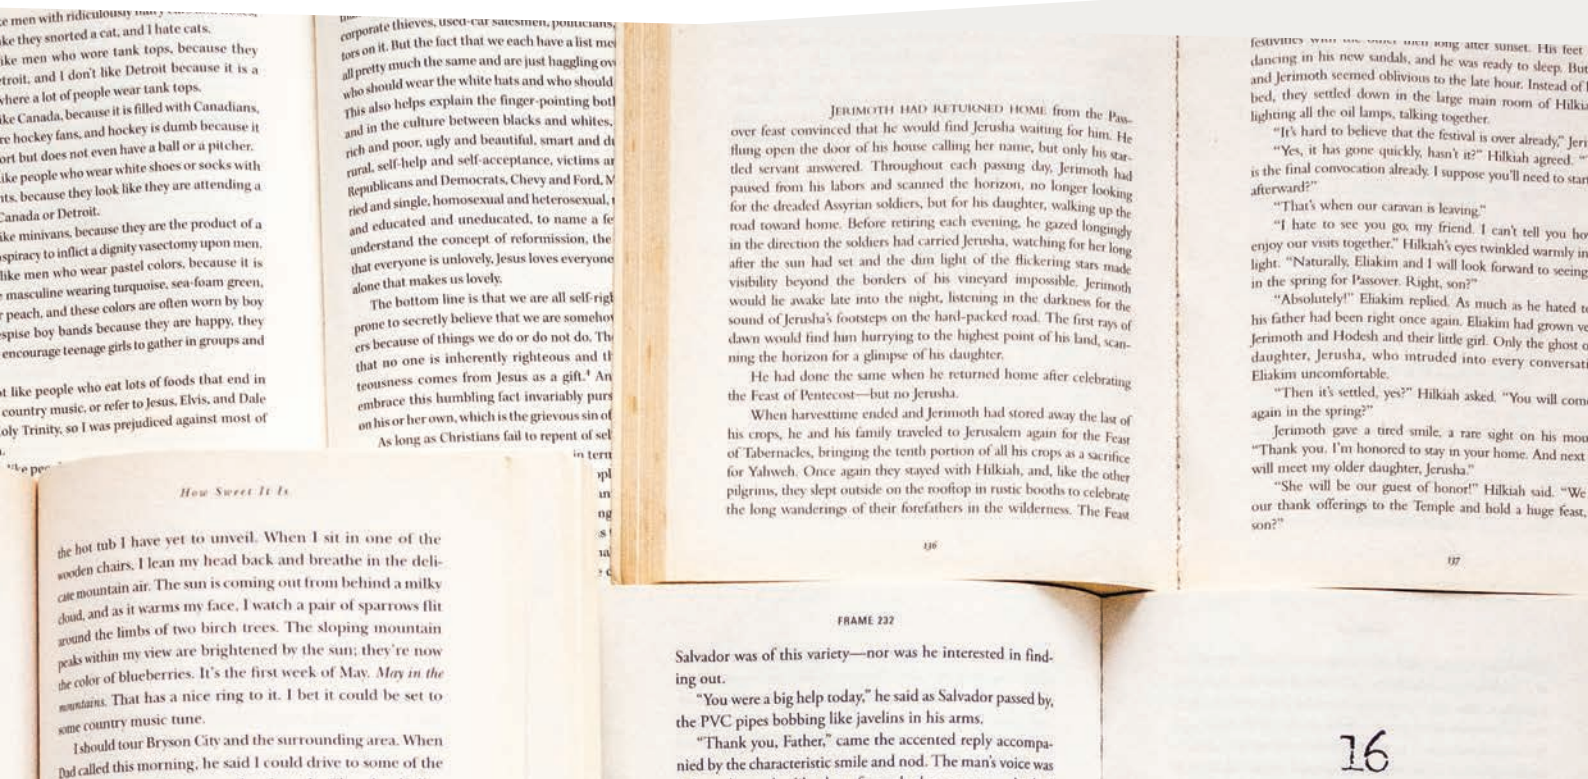 like they snorted a cat, and I hate cats.
like men who wore tank tops, because they
Detroit, and I don't like Detroit because it is a
where a lot of people wear tank tops.
like Canada, because it is filled with Canadians,
are hockey fans, and hockey is dumb because it
ort but does not even have a ball or a pitcher.
like people who wear white shoes or socks with
nts, because they look like they are attending a
Canada or Detroit.
like minivans, because they are the product of a
nspiracy to inflict a dignity vasectomy upon men.
like men who wear pastel colors, because it is
masculine wearing turquoise, sea-foam green,
r peach, and these colors are often worn by boy
espise boy bands because they are happy, they
encourage teenage girls to gather in groups and
ot like people who eat lots of foods that end in
country music, or refer to Jesus, Elvis, and Dale
oly Trinity, so I was prejudiced against most of
corporate thieves, used-car salesmen, politicians,
tors on it. But the fact that we each have a list me
all pretty much the same and are just haggling ov
who should wear the white hats and who should
This also helps explain the finger-pointing bot
and in the culture between blacks and whites,
rich and poor, ugly and beautiful, smart and du
rural, self-help and self-acceptance, victims a
Republicans and Democrats, Chevy and Ford, M
ried and single, homosexual and heterosexual,
and educated and uneducated, to name a fe
understand the concept of reformission, the
that everyone is unlovely, Jesus loves everyone
alone that makes us lovely.
The bottom line is that we are all self-rig
prone to secretly believe that we are someho
ers because of things we do or do not do. Th
that no one is inherently righteous and th
teousness comes from Jesus as a gift.⁴ An
embrace this humbling fact invariably purs
on his or her own, which is the grievous sin of
As long as Christians fail to repent of sel
in tern
JERIMOTH HAD RETURNED HOME from the Pass-
over feast convinced that he would find Jerusha waiting for him. He
flung open the door of his house calling her name, but only his star-
tled servant answered. Throughout each passing day, Jerimoth had
paused from his labors and scanned the horizon, no longer looking
for the dreaded Assyrian soldiers, but for his daughter, walking up the
road toward home. Before retiring each evening, he gazed longingly
in the direction the soldiers had carried Jerusha, watching for her long
after the sun had set and the dim light of the flickering stars made
visibility beyond the borders of his vineyard impossible. Jerimoth
would lie awake late into the night, listening in the darkness for the
sound of Jerusha's footsteps on the hard-packed road. The first rays of
dawn would find him hurrying to the highest point of his land, scan-
ning the horizon for a glimpse of his daughter.
He had done the same when he returned home after celebrating
the Feast of Pentecost—but no Jerusha.
When harvesttime ended and Jerimoth had stored away the last of
his crops, he and his family traveled to Jerusalem again for the Feast
of Tabernacles, bringing the tenth portion of all his crops as a sacrifice
for Yahweh. Once again they stayed with Hilkiah, and, like the other
pilgrims, they slept outside on the rooftop in rustic booths to celebrate
the long wanderings of their forefathers in the wilderness. The Feast
136
festivities with the other men long after sunset. His feet
dancing in his new sandals, and he was ready to sleep. But
and Jerimoth seemed oblivious to the late hour. Instead of
bed, they settled down in the large main room of Hilki
lighting all the oil lamps, talking together.
"It's hard to believe that the festival is over already," Jeri
"Yes, it has gone quickly, hasn't it?" Hilkiah agreed. "
is the final convocation already. I suppose you'll need to star
afterward?"
"That's when our caravan is leaving."
"I hate to see you go, my friend. I can't tell you ho
enjoy our visits together." Hilkiah's eyes twinkled warmly in
light. "Naturally, Eliakim and I will look forward to seeing
in the spring for Passover. Right, son?"
"Absolutely!" Eliakim replied. As much as he hated t
his father had been right once again. Eliakim had grown ve
Jerimoth and Hodesh and their little girl. Only the ghost o
daughter, Jerusha, who intruded into every conversati
Eliakim uncomfortable.
"Then it's settled, yes?" Hilkiah asked. "You will com
again in the spring?"
Jerimoth gave a tired smile, a rare sight on his mou
"Thank you. I'm honored to stay in your home. And next
will meet my older daughter, Jerusha."
"She will be our guest of honor!" Hilkiah said. "We
our thank offerings to the Temple and hold a huge feast,
son?"
137
How Sweet It Is
the hot tub I have yet to unveil. When I sit in one of the
wooden chairs, I lean my head back and breathe in the deli-
cate mountain air. The sun is coming out from behind a milky
cloud, and as it warms my face, I watch a pair of sparrows flit
around the limbs of two birch trees. The sloping mountain
peaks within my view are brightened by the sun; they're now
the color of blueberries. It's the first week of May. May in the
mountains. That has a nice ring to it. I bet it could be set to
some country music tune.
I should tour Bryson City and the surrounding area. When
Dad called this morning, he said I could drive to some of the
FRAME 232
Salvador was of this variety—nor was he interested in find-
ing out.
"You were a big help today," he said as Salvador passed by,
the PVC pipes bobbing like javelins in his arms.
"Thank you, Father," came the accented reply accompa-
nied by the characteristic smile and nod. The man's voice was
16